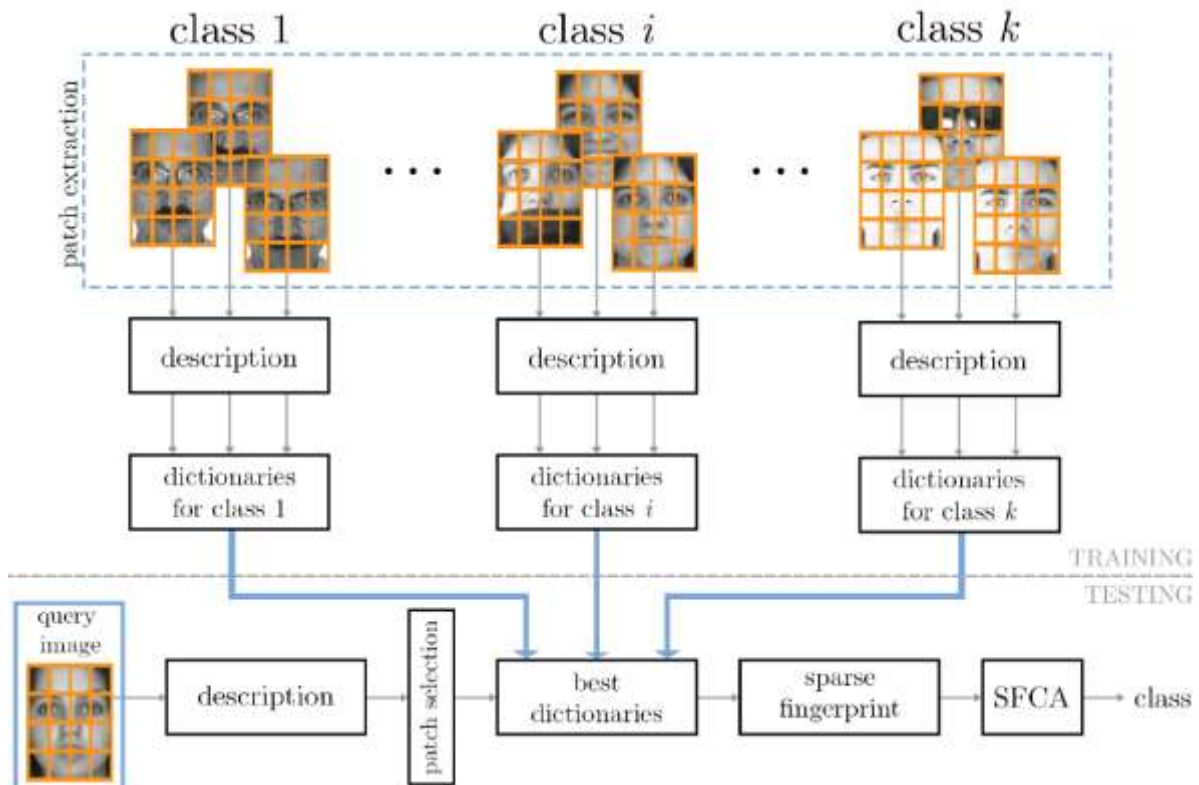 class 1
class i
class k
patch extraction
description
description
description
dictionaries
for class 1
dictionaries
for class i
dictionaries
for class k
TRAINING
TESTING
query
image
description
patch selection
best
dictionaries
sparse
fingerprint
SFCA
class